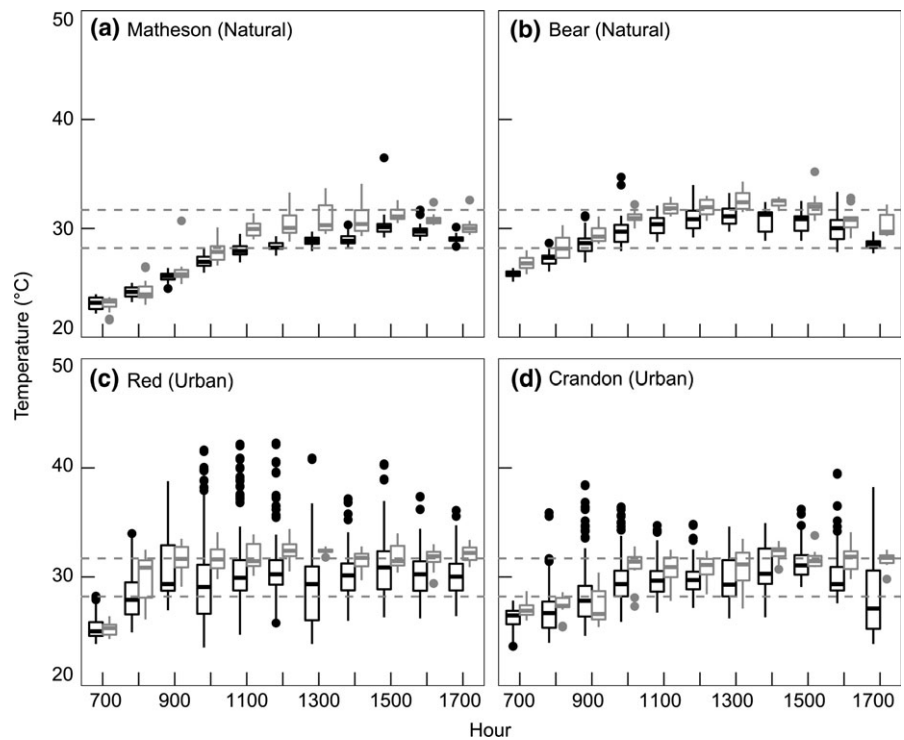 (a) Matheson (Natural)
(b) Bear (Natural)
50
40
30
20
(c) Red (Urban)
(d) Crandon (Urban)
50
40
30
20
Temperature (°C)
700 900 1100 1300 1500 1700
700 900 1100 1300 1500 1700
Hour